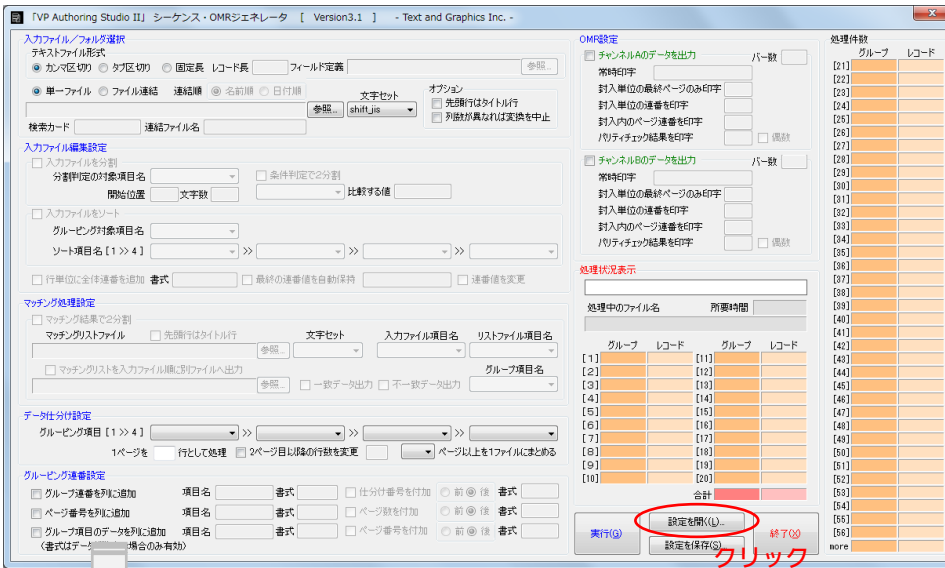 「VP Authoring Studio II」 シーケンス・OMRジェネレータ [ Version3.1 ] - Text and Graphics Inc. -
入力ファイル／フォルダ選択
テキストファイル形式
カンマ区切り タブ区切り 固定長 レコード長 フィールド定義 参照...
単一ファイル ファイル連結 連結順 名前順 日付順
文字セット
参照... shift_jis
オプション
先頭行はタイトル行
列数が異なれば変換を中止
検索カード 連結ファイル名
入力ファイル編集設定
入力ファイルを分割
分割判定の対象項目名 条件判定で2分割
開始位置 文字数 比較する値
入力ファイルをソート
グルーピング対象項目名
ソート項目名 [ 1 >> 4 ] >> >> >>
行単位に全体連番を追加 書式 最終の連番値を自動保持 連番値を変更
マッチング処理設定
マッチング結果で2分割
マッチングリストファイル 先頭行はタイトル行 文字セット 入力ファイル項目名 リストファイル項目名
参照...
マッチングリストを入力ファイル順に別ファイルへ出力 グループ項目名
参照... 一致データ出力 不一致データ出力
データ仕分け設定
グルーピング項目 [ 1 >> 4 ] >> >> >>
1ページを 行として処理 2ページ目以降の行数を変更 ページ以上を1ファイルにまとめる
グルーピング連番設定
グループ連番を列に追加 項目名 書式 仕分け番号を付加 前 後 書式
ページ番号を列に追加 項目名 書式 ページ数を付加 前 後 書式
グループ項目のデータを列に追加 項目名 書式 ページ番号を付加 前 後 書式
(書式はデー 場合のみ有効)
OMR設定
チャンネルAのデータを出力 バー数
常時印字
封入単位の最終ページのみ印字
封入単位の連番を印字
封入内のページ連番を印字
パリティチェック結果を印字 偶数
チャンネルBのデータを出力 バー数
常時印字
封入単位の最終ページのみ印字
封入単位の連番を印字
封入内のページ連番を印字
パリティチェック結果を印字 偶数
処理状況表示
処理中のファイル名 所要時間
グループ レコード グループ レコード
[ 1 ] [11]
[ 2 ] [12]
[ 3 ] [13]
[ 4 ] [14]
[ 5 ] [15]
[ 6 ] [16]
[ 7 ] [17]
[ 8 ] [18]
[ 9 ] [19]
[10] [20]
合計
実行(G) 設定を開く(L)... 終了(X)
設定を保存(S)
クリック
処理件数
グループ レコード
[21]
[22]
[23]
[24]
[25]
[26]
[27]
[28]
[29]
[30]
[31]
[32]
[33]
[34]
[35]
[36]
[37]
[38]
[39]
[40]
[41]
[42]
[43]
[44]
[45]
[46]
[47]
[48]
[49]
[50]
[51]
[52]
[53]
[54]
[55]
[56]
more